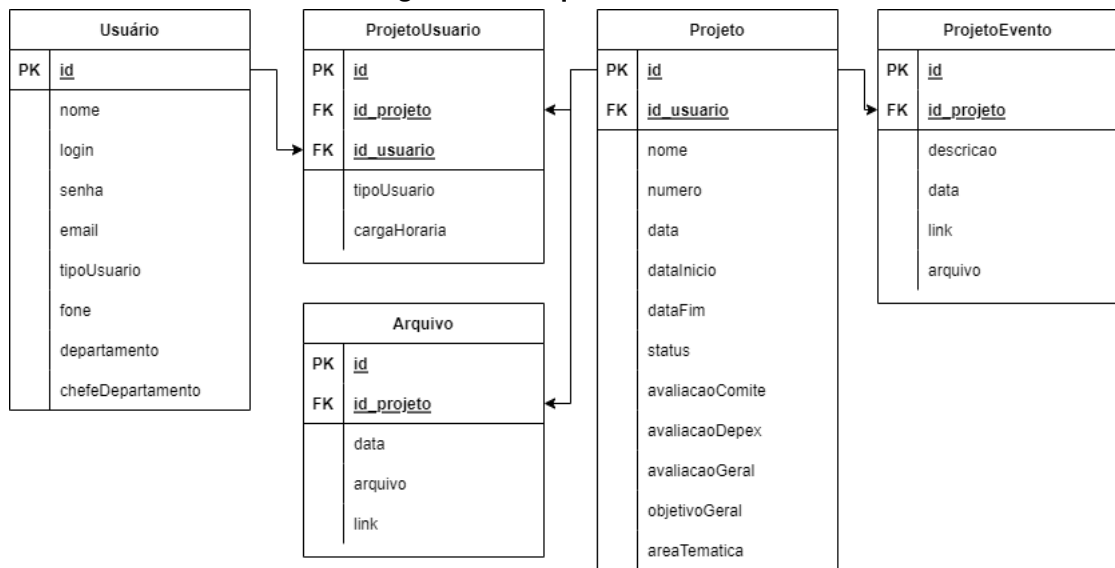 Usuário
PK id
nome
login
senha
email
tipoUsuario
fone
departamento
chefeDepartamento
ProjetoUsuario
PK id
FK id_projeto
FK id_usuario
tipoUsuario
cargaHoraria
Arquivo
PK id
FK id_projeto
data
arquivo
link
Projeto
PK id
FK id_usuario
nome
numero
data
dataInicio
dataFim
status
avaliacaoComite
avaliacaoDepex
avaliacaoGeral
objetivoGeral
areaTematica
ProjetoEvento
PK id
FK id_projeto
descricao
data
link
arquivo